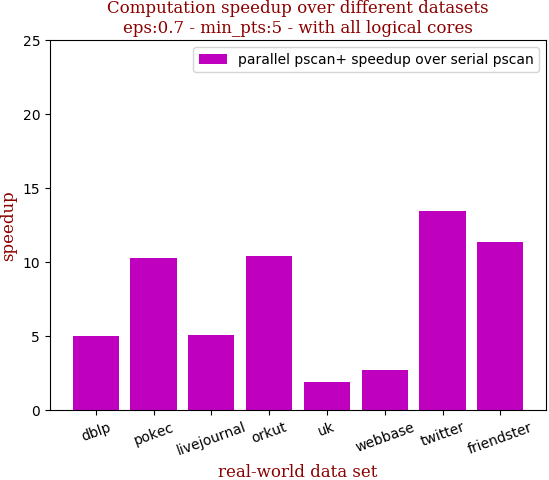 Computation speedup over different datasets
eps:0.7 - min_pts:5 - with all logical cores
parallel pscan+ speedup over serial pscan
speedup
25
20
15
10
5
0
dblp
pokec
livejournal
orkut
uk
webbase
twitter
friendster
real-world data set